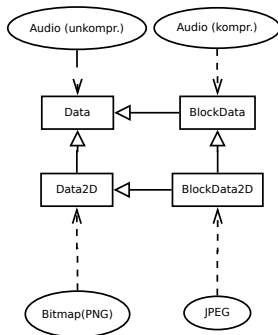 Audio (unkompr.)
Audio (kompr.)
Data
BlockData
Data2D
BlockData2D
Bitmap(PNG)
JPEG